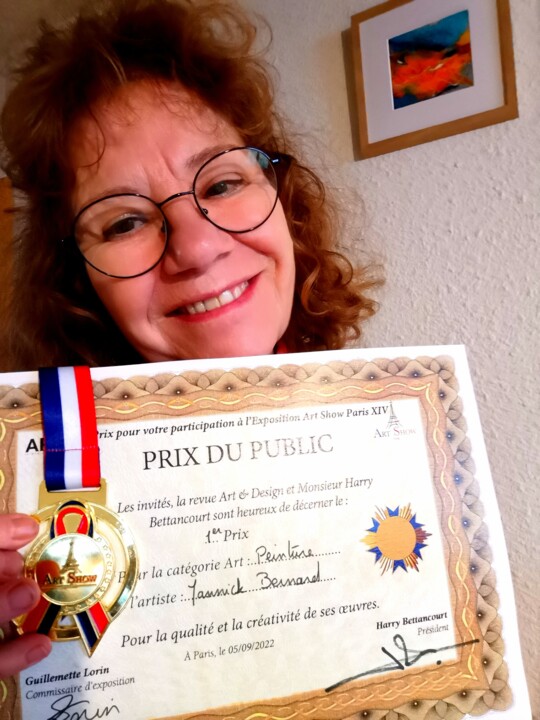 Prix pour votre participation à l'Exposition Art Show Paris XIV
ART SHOW
PRIX DU PUBLIC
Les invités, la revue Art & Design et Monsieur Harry
Bettancourt sont heureux de décerner le :
1er Prix
Pour la catégorie Art :..Peinture.........
l'artiste :...Yannick....Bernard....
Pour la qualité et la créativité de ses œuvres.
A Paris, le 05/09/2022
Harry Bettancourt
Président
Guillemette Lorin
Commissaire d'exposition
ART SHOW